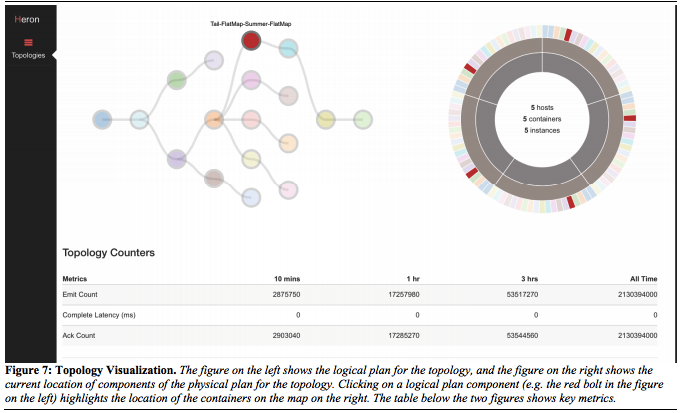 Heron
Topologies
Tail-FlatMap-Summer-FlatMap
5 hosts
5 containers
5 instances
Topology Counters
Metrics 10 mins 1 hr 3 hrs All Time
Emit Count 2875750 17257980 53517270 2130394000
Complete Latency (ms) 0 0 0 0
Ack Count 2903040 17285270 53544560 2130394000
Figure 7: Topology Visualization. The figure on the left shows the logical plan for the topology, and the figure on the right shows the
current location of components of the physical plan for the topology. Clicking on a logical plan component (e.g. the red bolt in the figure
on the left) highlights the location of the containers on the map on the right. The table below the two figures shows key metrics.